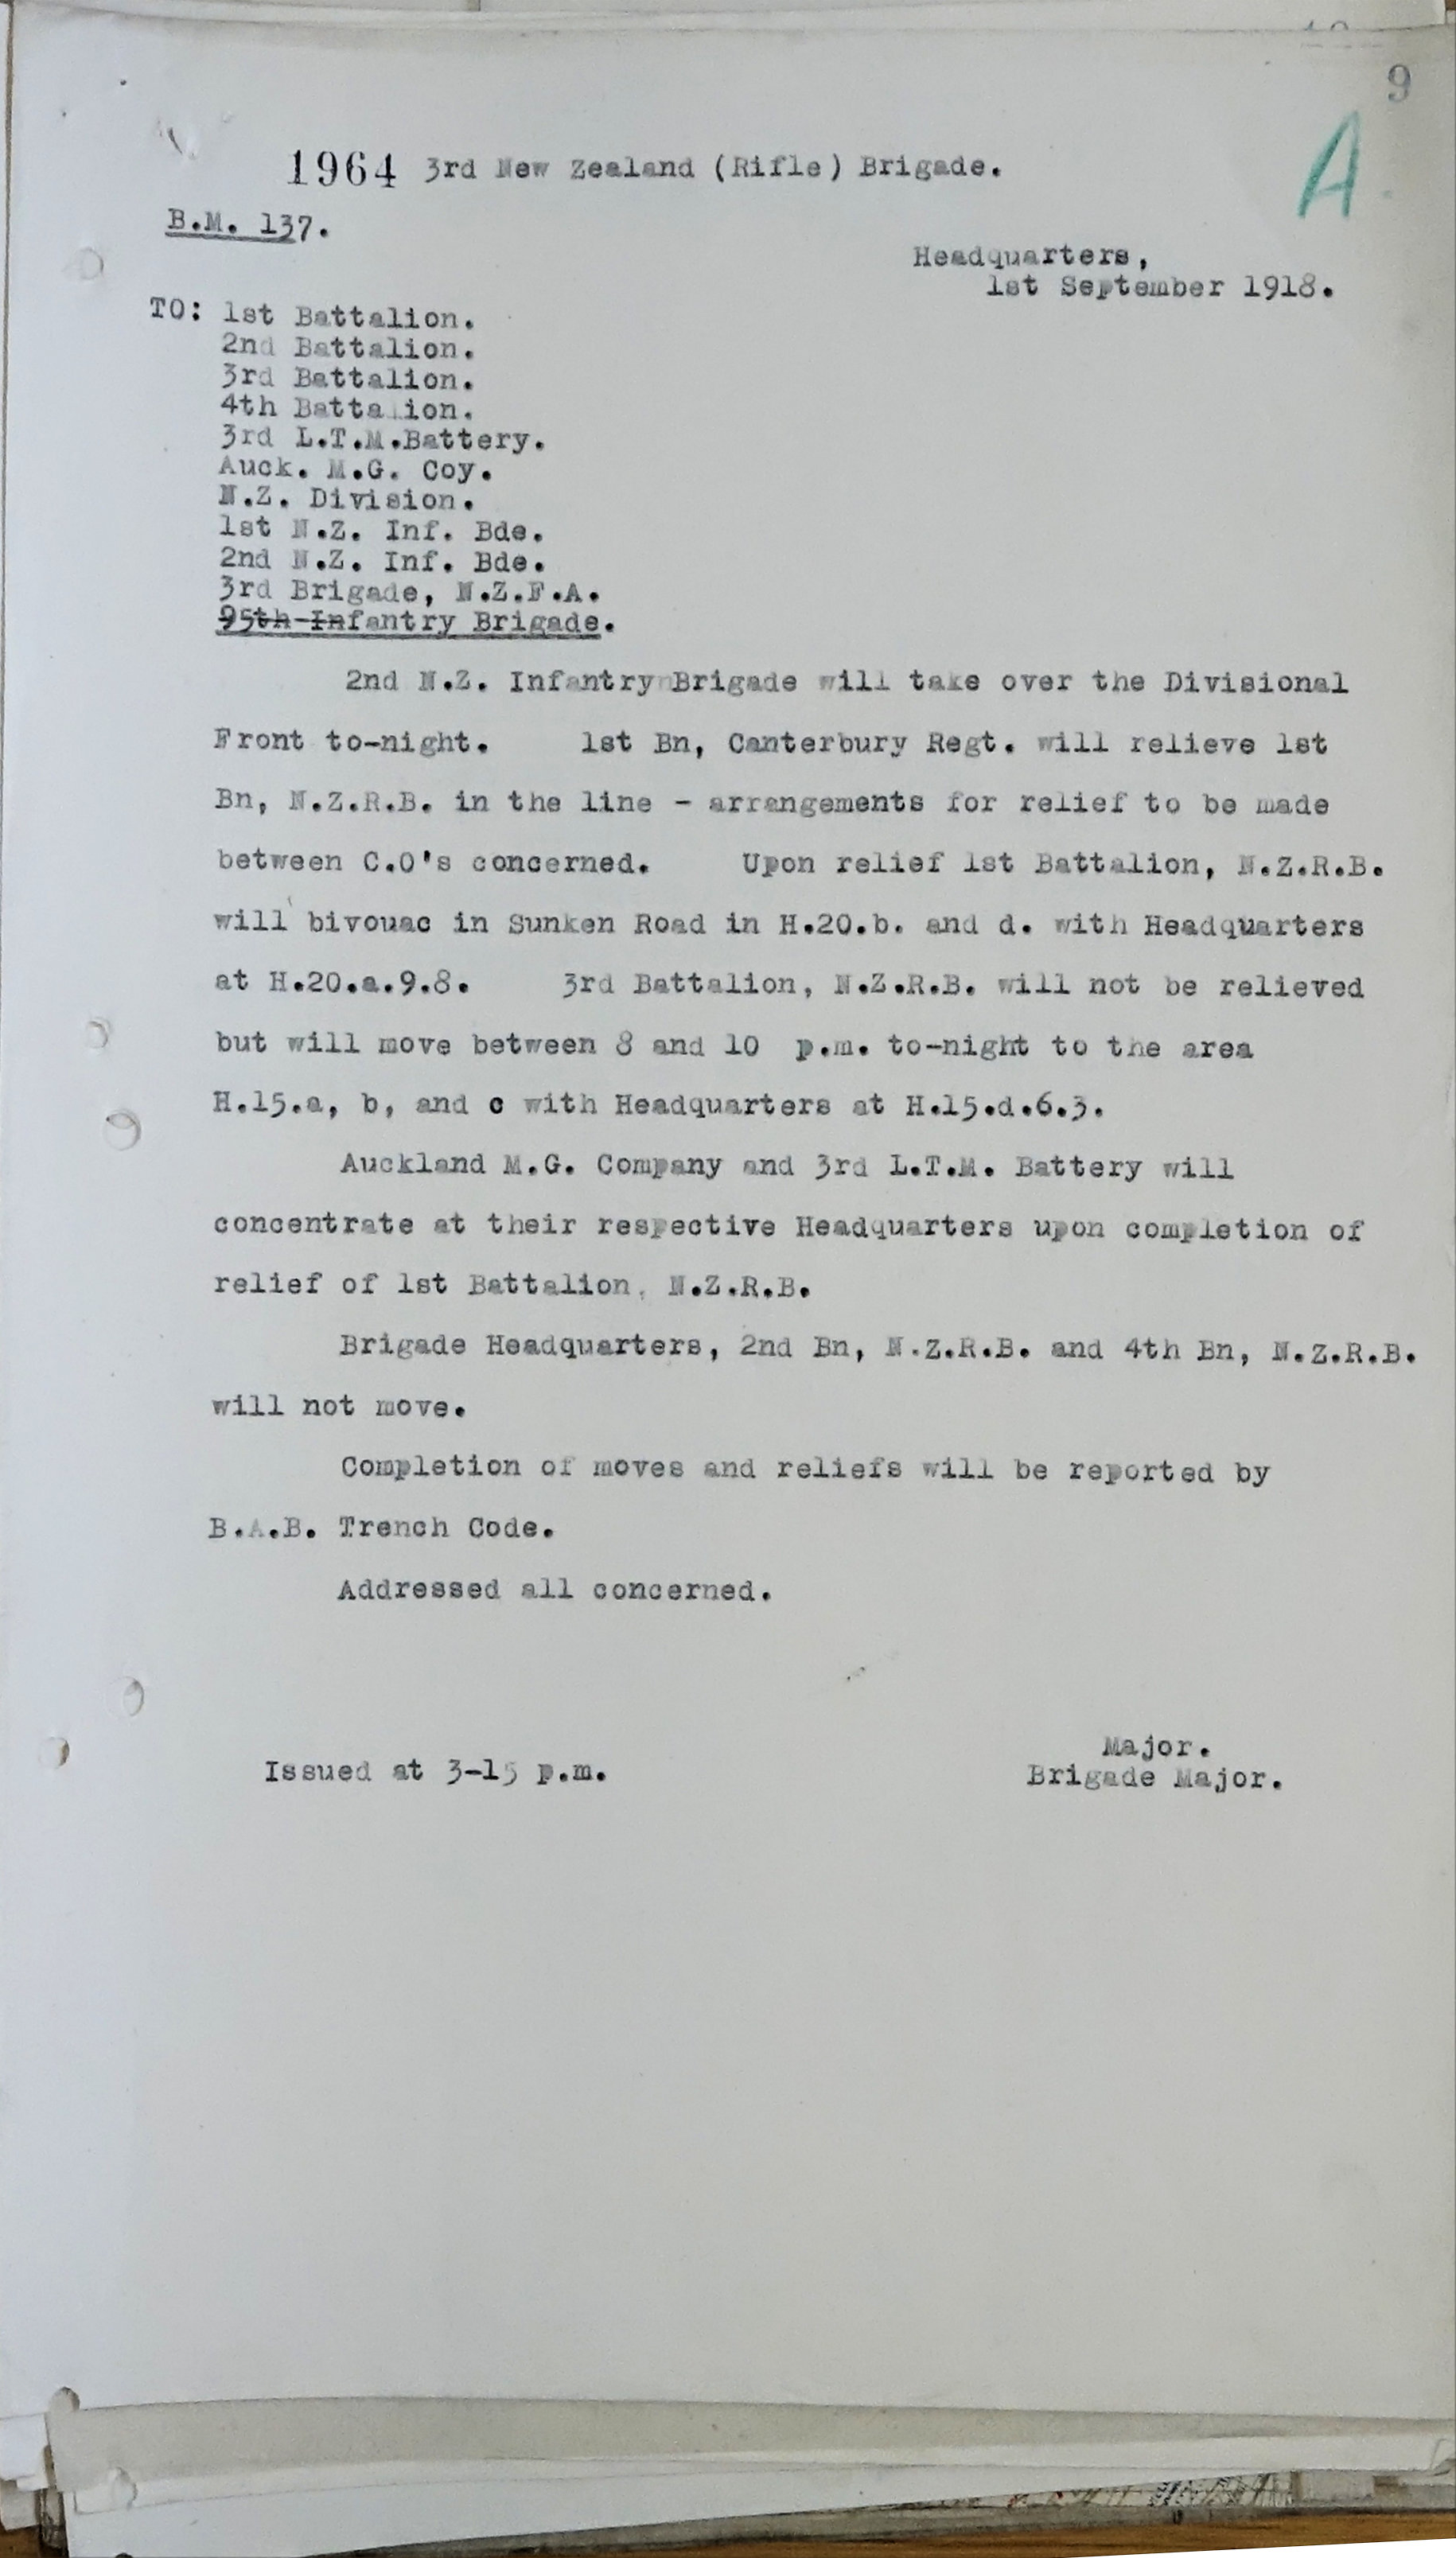 9
A
1964 3rd New Zealand (Rifle) Brigade.
B.M. 137.
Headquarters,
1st September 1918.
TO: 1st Battalion.
2nd Battalion.
3rd Battalion.
4th Battalion.
3rd L.T.M.Battery.
Auck. M.G. Coy.
N.Z. Division.
1st N.Z. Inf. Bde.
2nd N.Z. Inf. Bde.
3rd Brigade, N.Z.F.A.
95th-Infantry Brigade.
2nd N.Z. Infantry Brigade will take over the Divisional
Front to-night. 1st Bn, Canterbury Regt. will relieve 1st
Bn, N.Z.R.B. in the line - arrangements for relief to be made
between C.O's concerned. Upon relief 1st Battalion, N.Z.R.B.
will bivouac in Sunken Road in H.20.b. and d. with Headquarters
at H.20.a.9.8. 3rd Battalion, N.Z.R.B. will not be relieved
but will move between 8 and 10 p.m. to-night to the area
H.15.a, b, and c with Headquarters at H.15.d.6.3.
Auckland M.G. Company and 3rd L.T.M. Battery will
concentrate at their respective Headquarters upon completion of
relief of 1st Battalion, N.Z.R.B.
Brigade Headquarters, 2nd Bn, N.Z.R.B. and 4th Bn, N.Z.R.B.
will not move.
Completion of moves and reliefs will be reported by
B.A.B. Trench Code.
Addressed all concerned.
Major.
Issued at 3-15 p.m. Brigade Major.